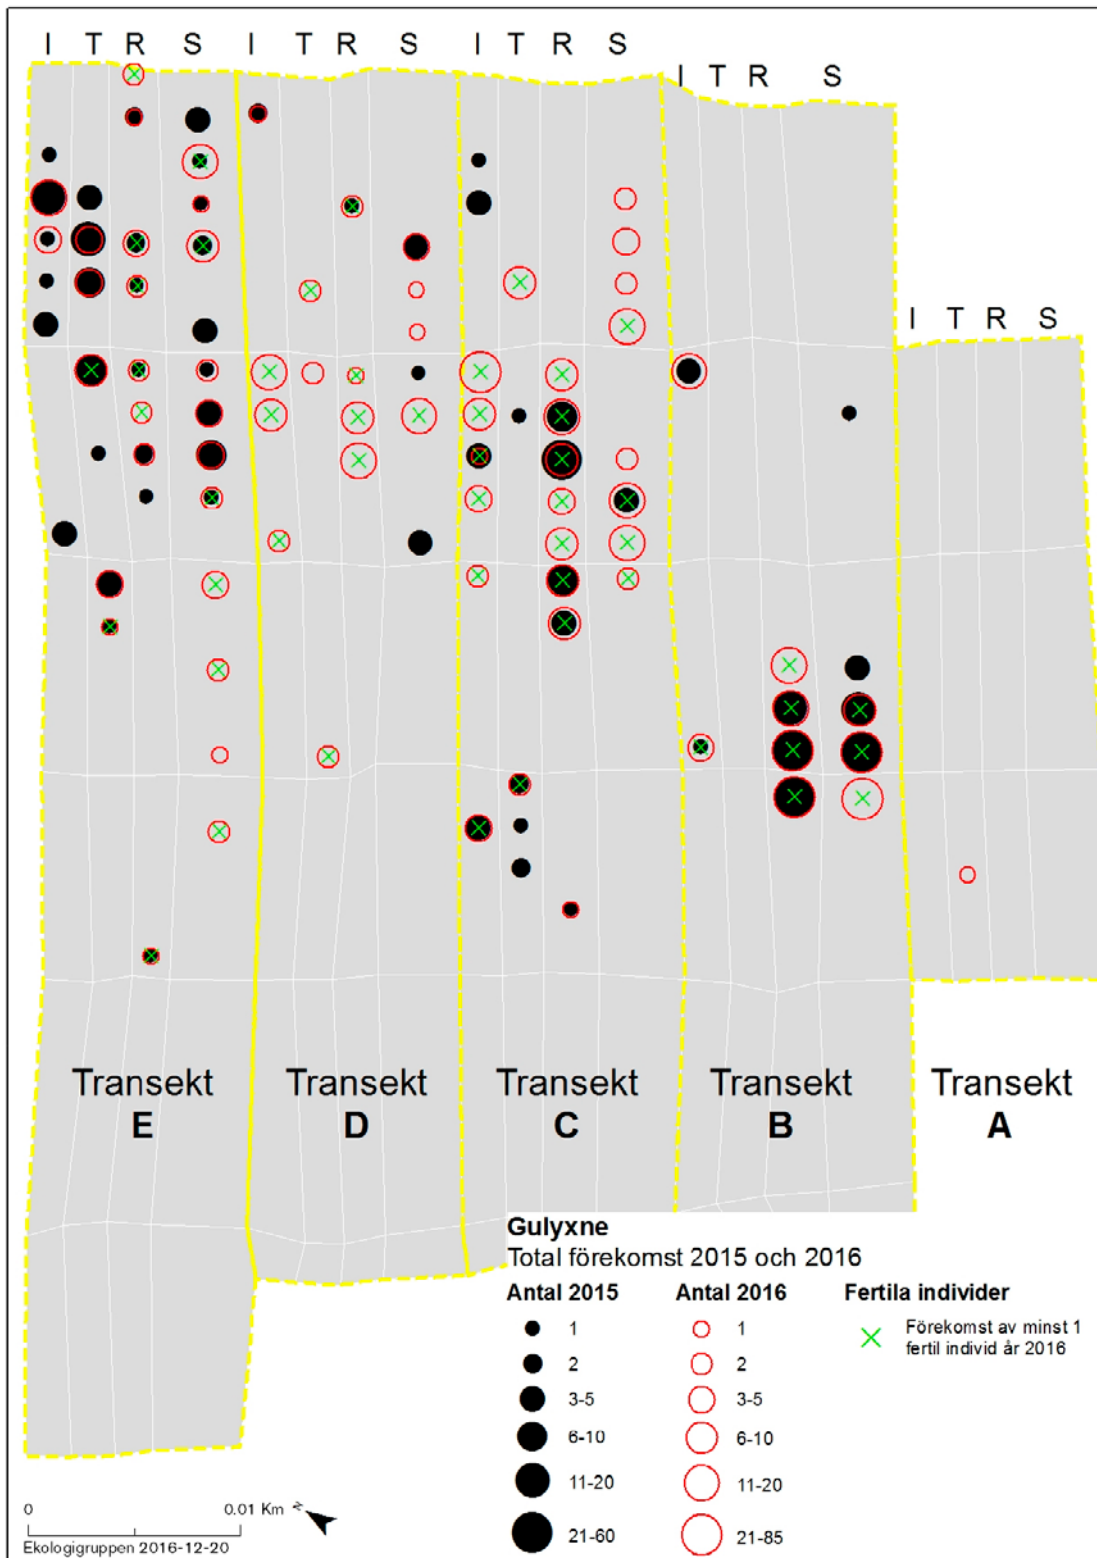 I T R S I T R S I T R S
I T R S
I T R S
Transekt
E
Transekt
D
Transekt
C
Transekt
B
Transekt
A
Gulyxne
Total förekomst 2015 och 2016
Antal 2015
1
2
3-5
6-10
11-20
21-60
Antal 2016
1
2
3-5
6-10
11-20
21-85
Fertila individer
Förekomst av minst 1
fertil individ år 2016
0 0.01 Km N
Ekologigruppen 2016-12-20